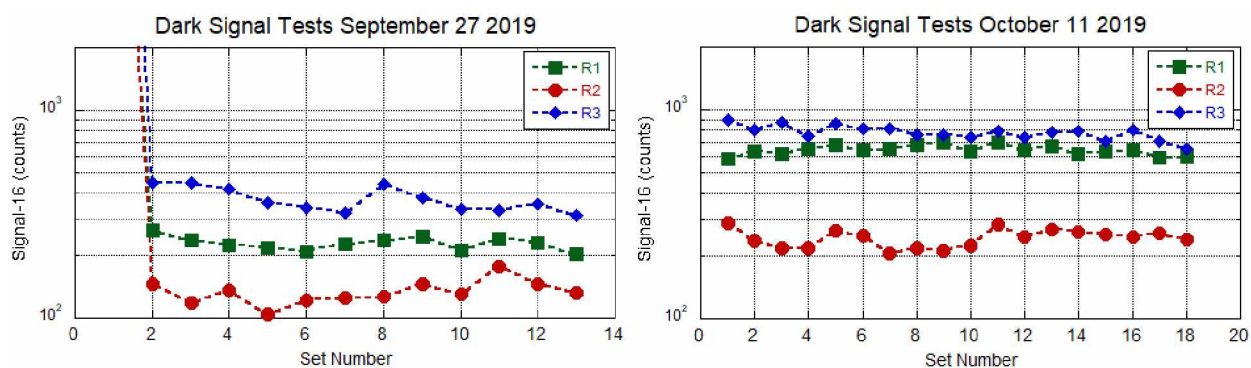 Dark Signal Tests September 27 2019
R1
R2
R3
10³
10²
Signal-16 (counts)
0 2 4 6 8 10 12 14
Set Number
Dark Signal Tests October 11 2019
R1
R2
R3
10³
10²
Signal-16 (counts)
0 2 4 6 8 10 12 14 16 18 20
Set Number